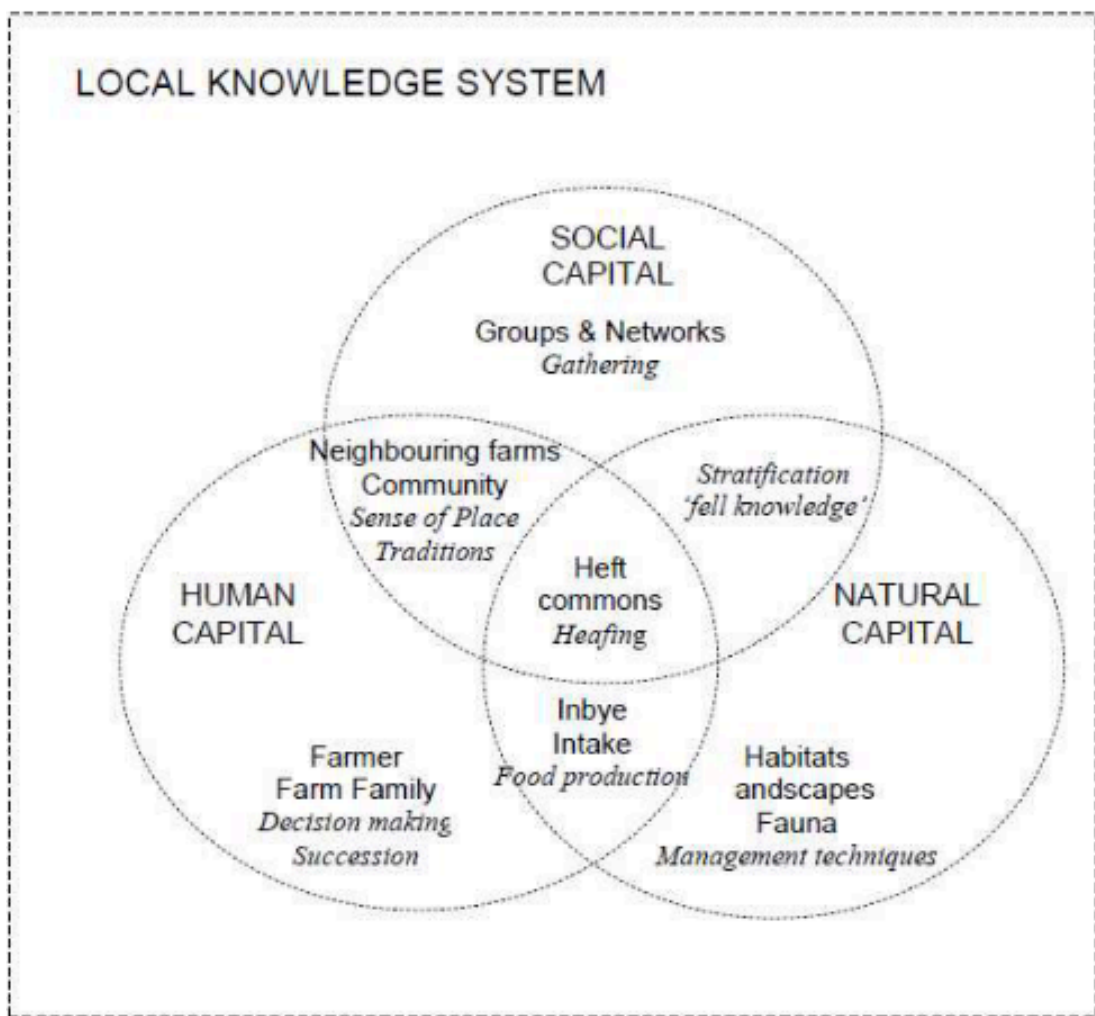 LOCAL KNOWLEDGE SYSTEM
SOCIAL
CAPITAL
Groups & Networks
Gathering
Neighbouring farms
Community
Sense of Place
Traditions
Stratification
‘fell knowledge’
Heft
commons
Heafing
HUMAN
CAPITAL
NATURAL
CAPITAL
Inbye
Intake
Food production
Farmer
Farm Family
Decision making
Succession
Habitats
andscapes
Fauna
Management techniques